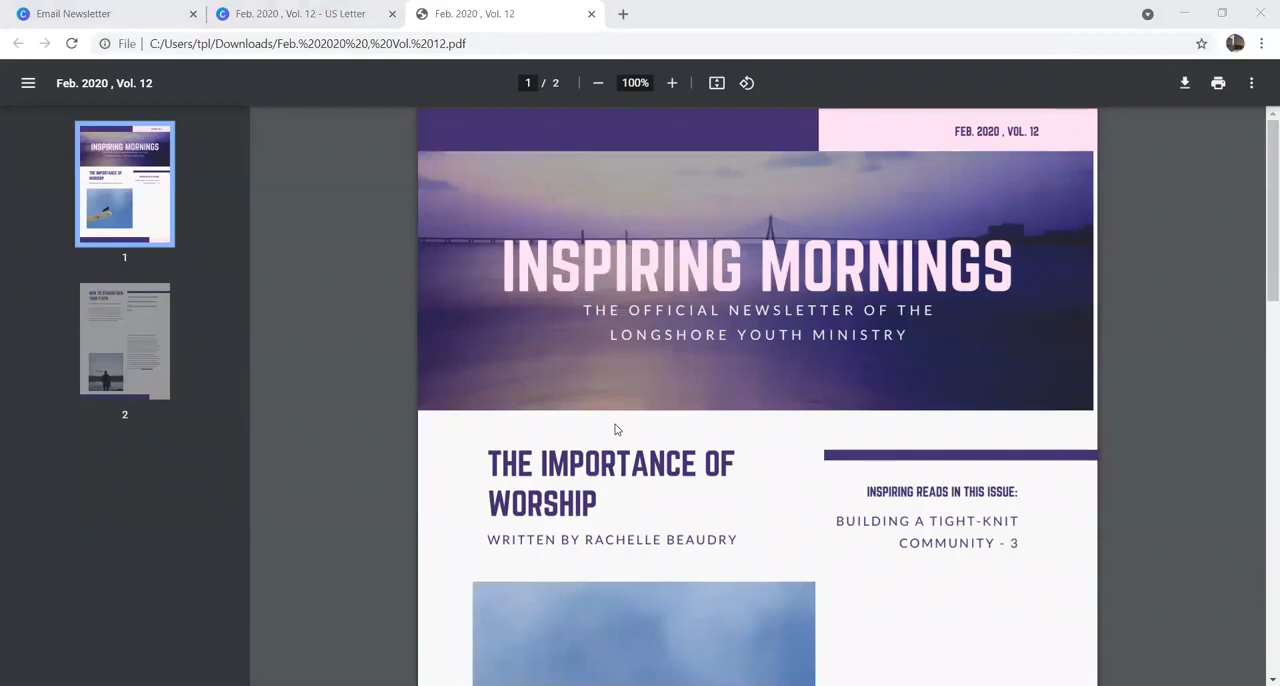 Email Newsletter
Feb. 2020 , Vol. 12 - US Letter
Feb. 2020 , Vol. 12
File
C:/Users/tpl/Downloads/Feb.%202020%20,%20Vol.%2012.pdf
Feb. 2020 , Vol. 12
1 / 2
100%
1
2
FEB. 2020 , VOL. 12
INSPIRING MORNINGS
THE OFFICIAL NEWSLETTER OF THE
LONGSHORE YOUTH MINISTRY
THE IMPORTANCE OF
WORSHIP
WRITTEN BY RACHELLE BEAUDRY
INSPIRING READS IN THIS ISSUE:
BUILDING A TIGHT-KNIT
COMMUNITY - 3